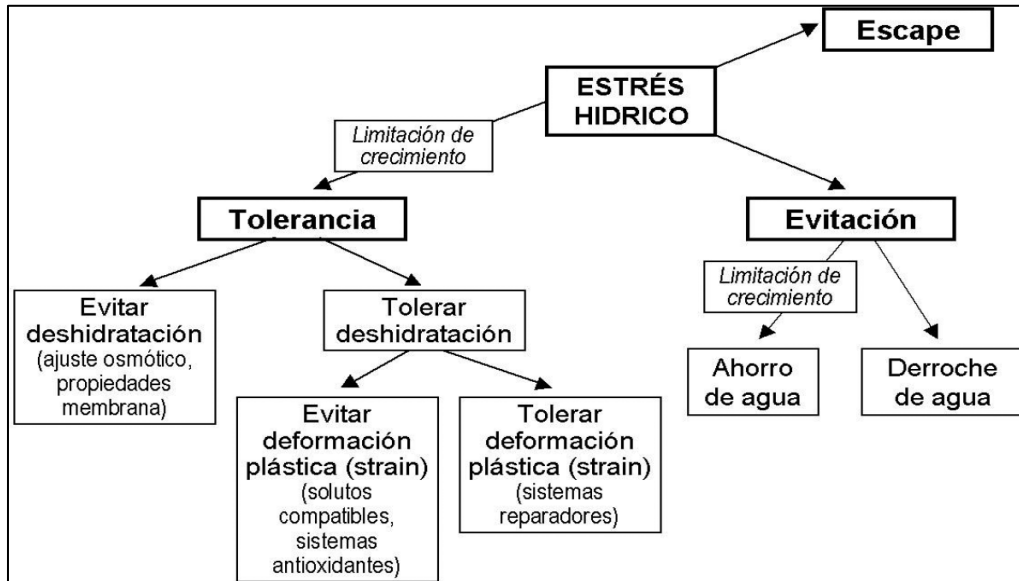 Escape
ESTRÉS
HIDRICO
Limitación de
crecimiento
Tolerancia
Evitación
Limitación de
crecimiento
Evitar
deshidratación
(ajuste osmótico,
propiedades
membrana)
Tolerar
deshidratación
Ahorro
de agua
Derroche
de agua
Evitar
deformación
plástica (strain)
(solutos
compatibles,
sistemas
antioxidantes)
Tolerar
deformación
plástica (strain)
(sistemas
reparadores)